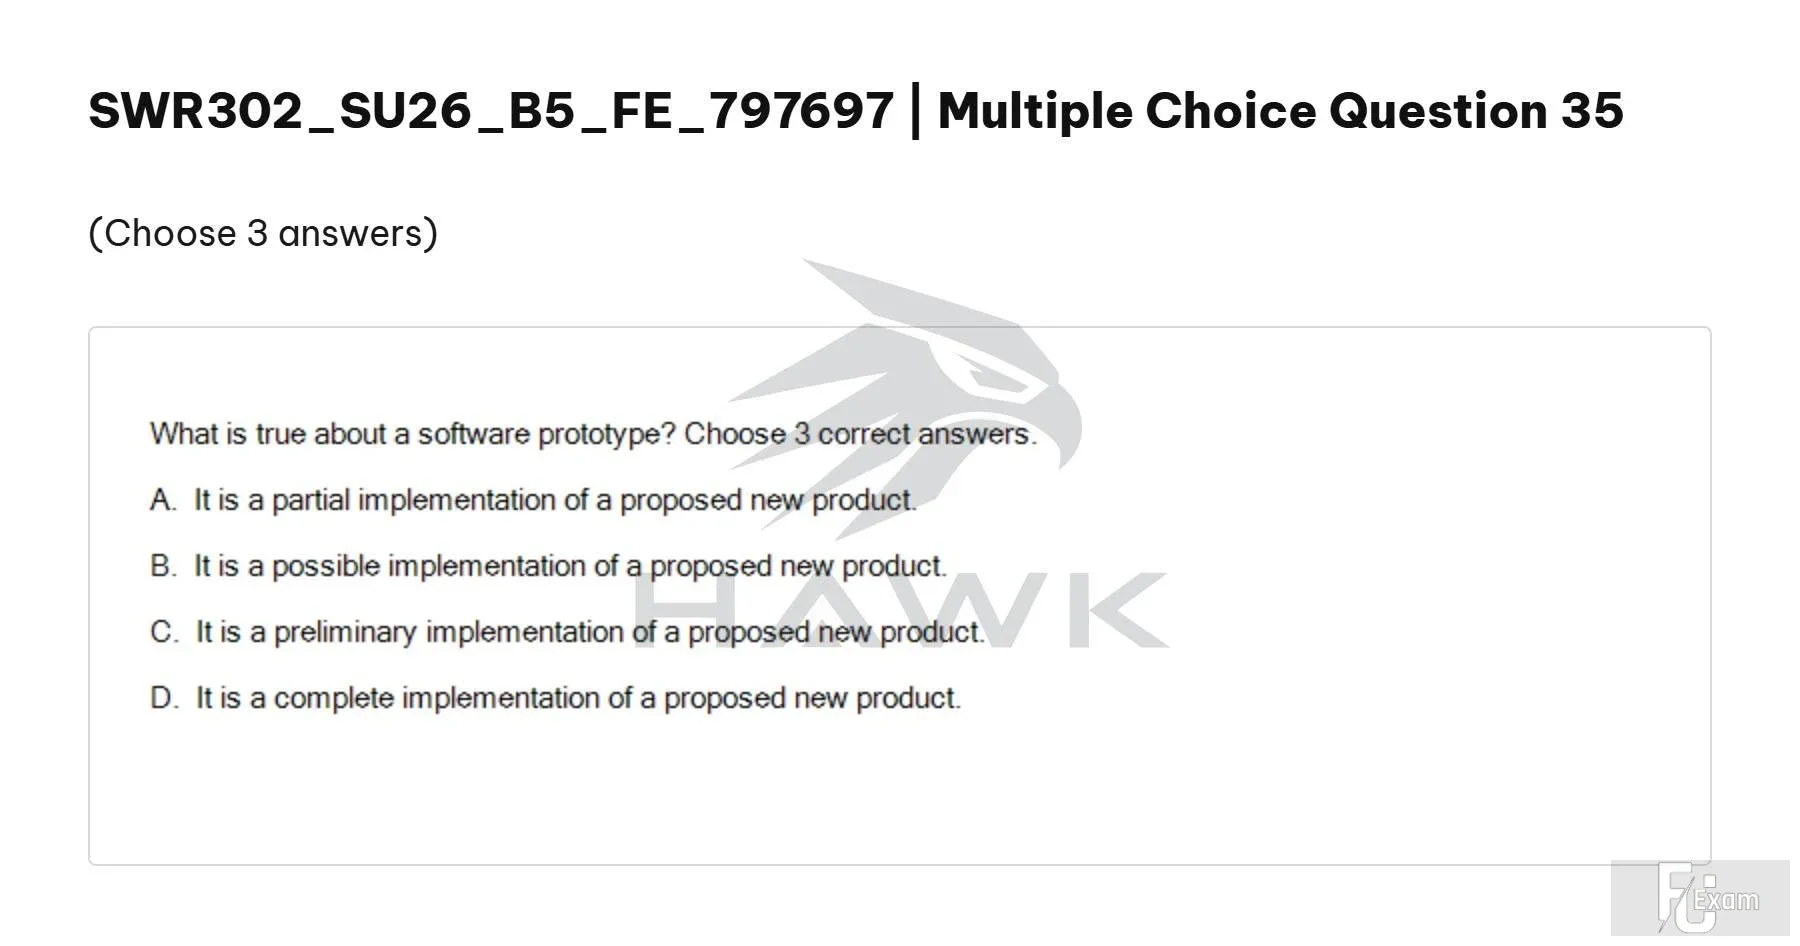 SWR302_SU26_B5_FE_797697 | Multiple Choice Question 35
(Choose 3 answers)
What is true about a software prototype? Choose 3 correct answers.
A. It is a partial implementation of a proposed new product.
B. It is a possible implementation of a proposed new product.
C. It is a preliminary implementation of a proposed new product.
D. It is a complete implementation of a proposed new product.
HAWK
FU Exam